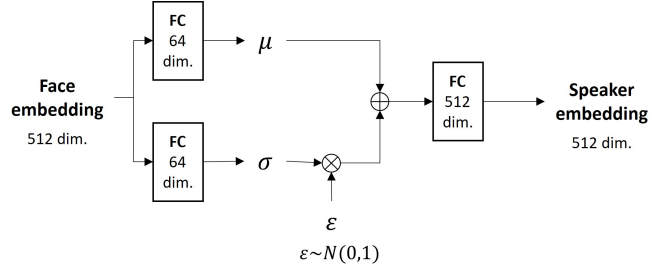 FC
64
dim.
μ
Face
embedding
512 dim.
FC
512
dim.
Speaker
embedding
512 dim.
FC
64
dim.
σ
ε
ε~N(0,1)